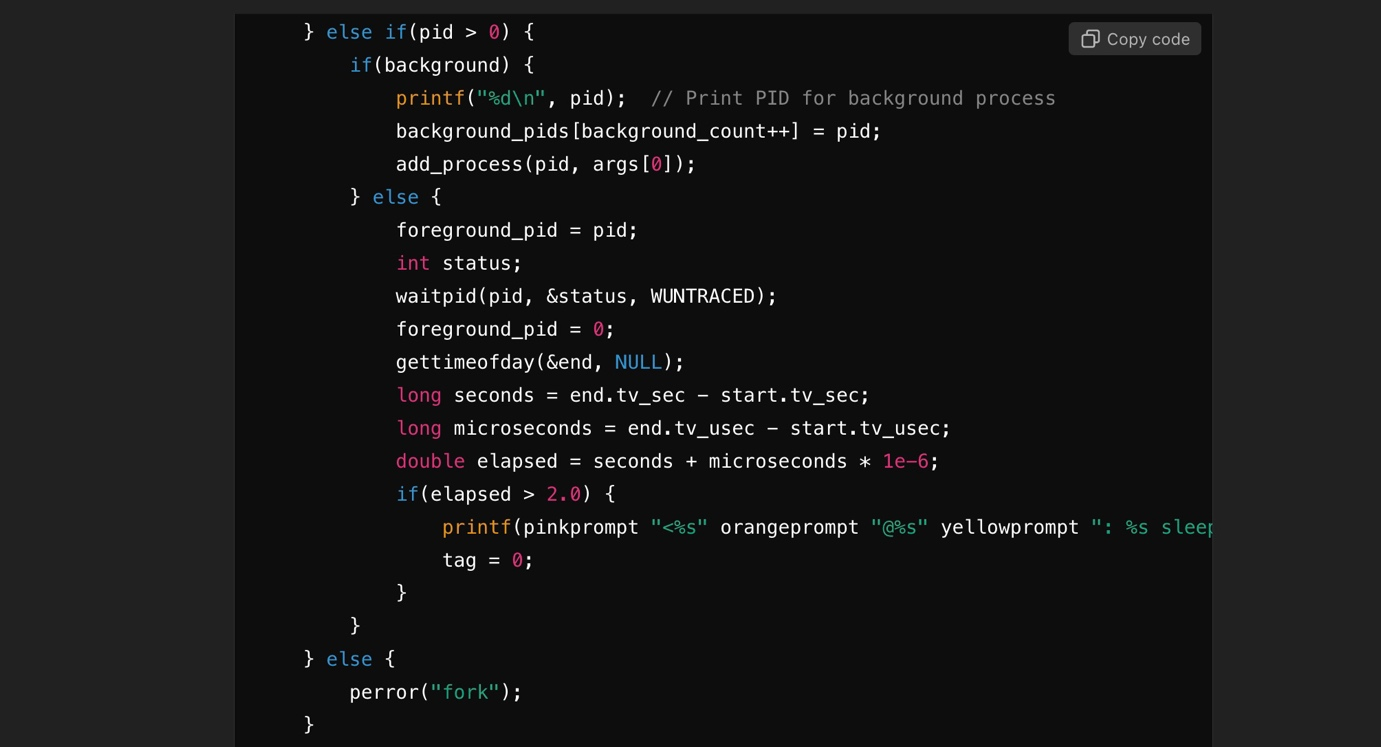 } else if(pid > 0) {
Copy code
if(background) {
printf("%d\n", pid);  // Print PID for background process
background_pids[background_count++] = pid;
add_process(pid, args[0]);
} else {
foreground_pid = pid;
int status;
waitpid(pid, &status, WUNTRACED);
foreground_pid = 0;
gettimeofday(&end, NULL);
long seconds = end.tv_sec - start.tv_sec;
long microseconds = end.tv_usec - start.tv_usec;
double elapsed = seconds + microseconds * 1e-6;
if(elapsed > 2.0) {
printf(pinkprompt "<%s" orangeprompt "@%s" yellowprompt ": %s sleep
tag = 0;
}
}
} else {
perror("fork");
}